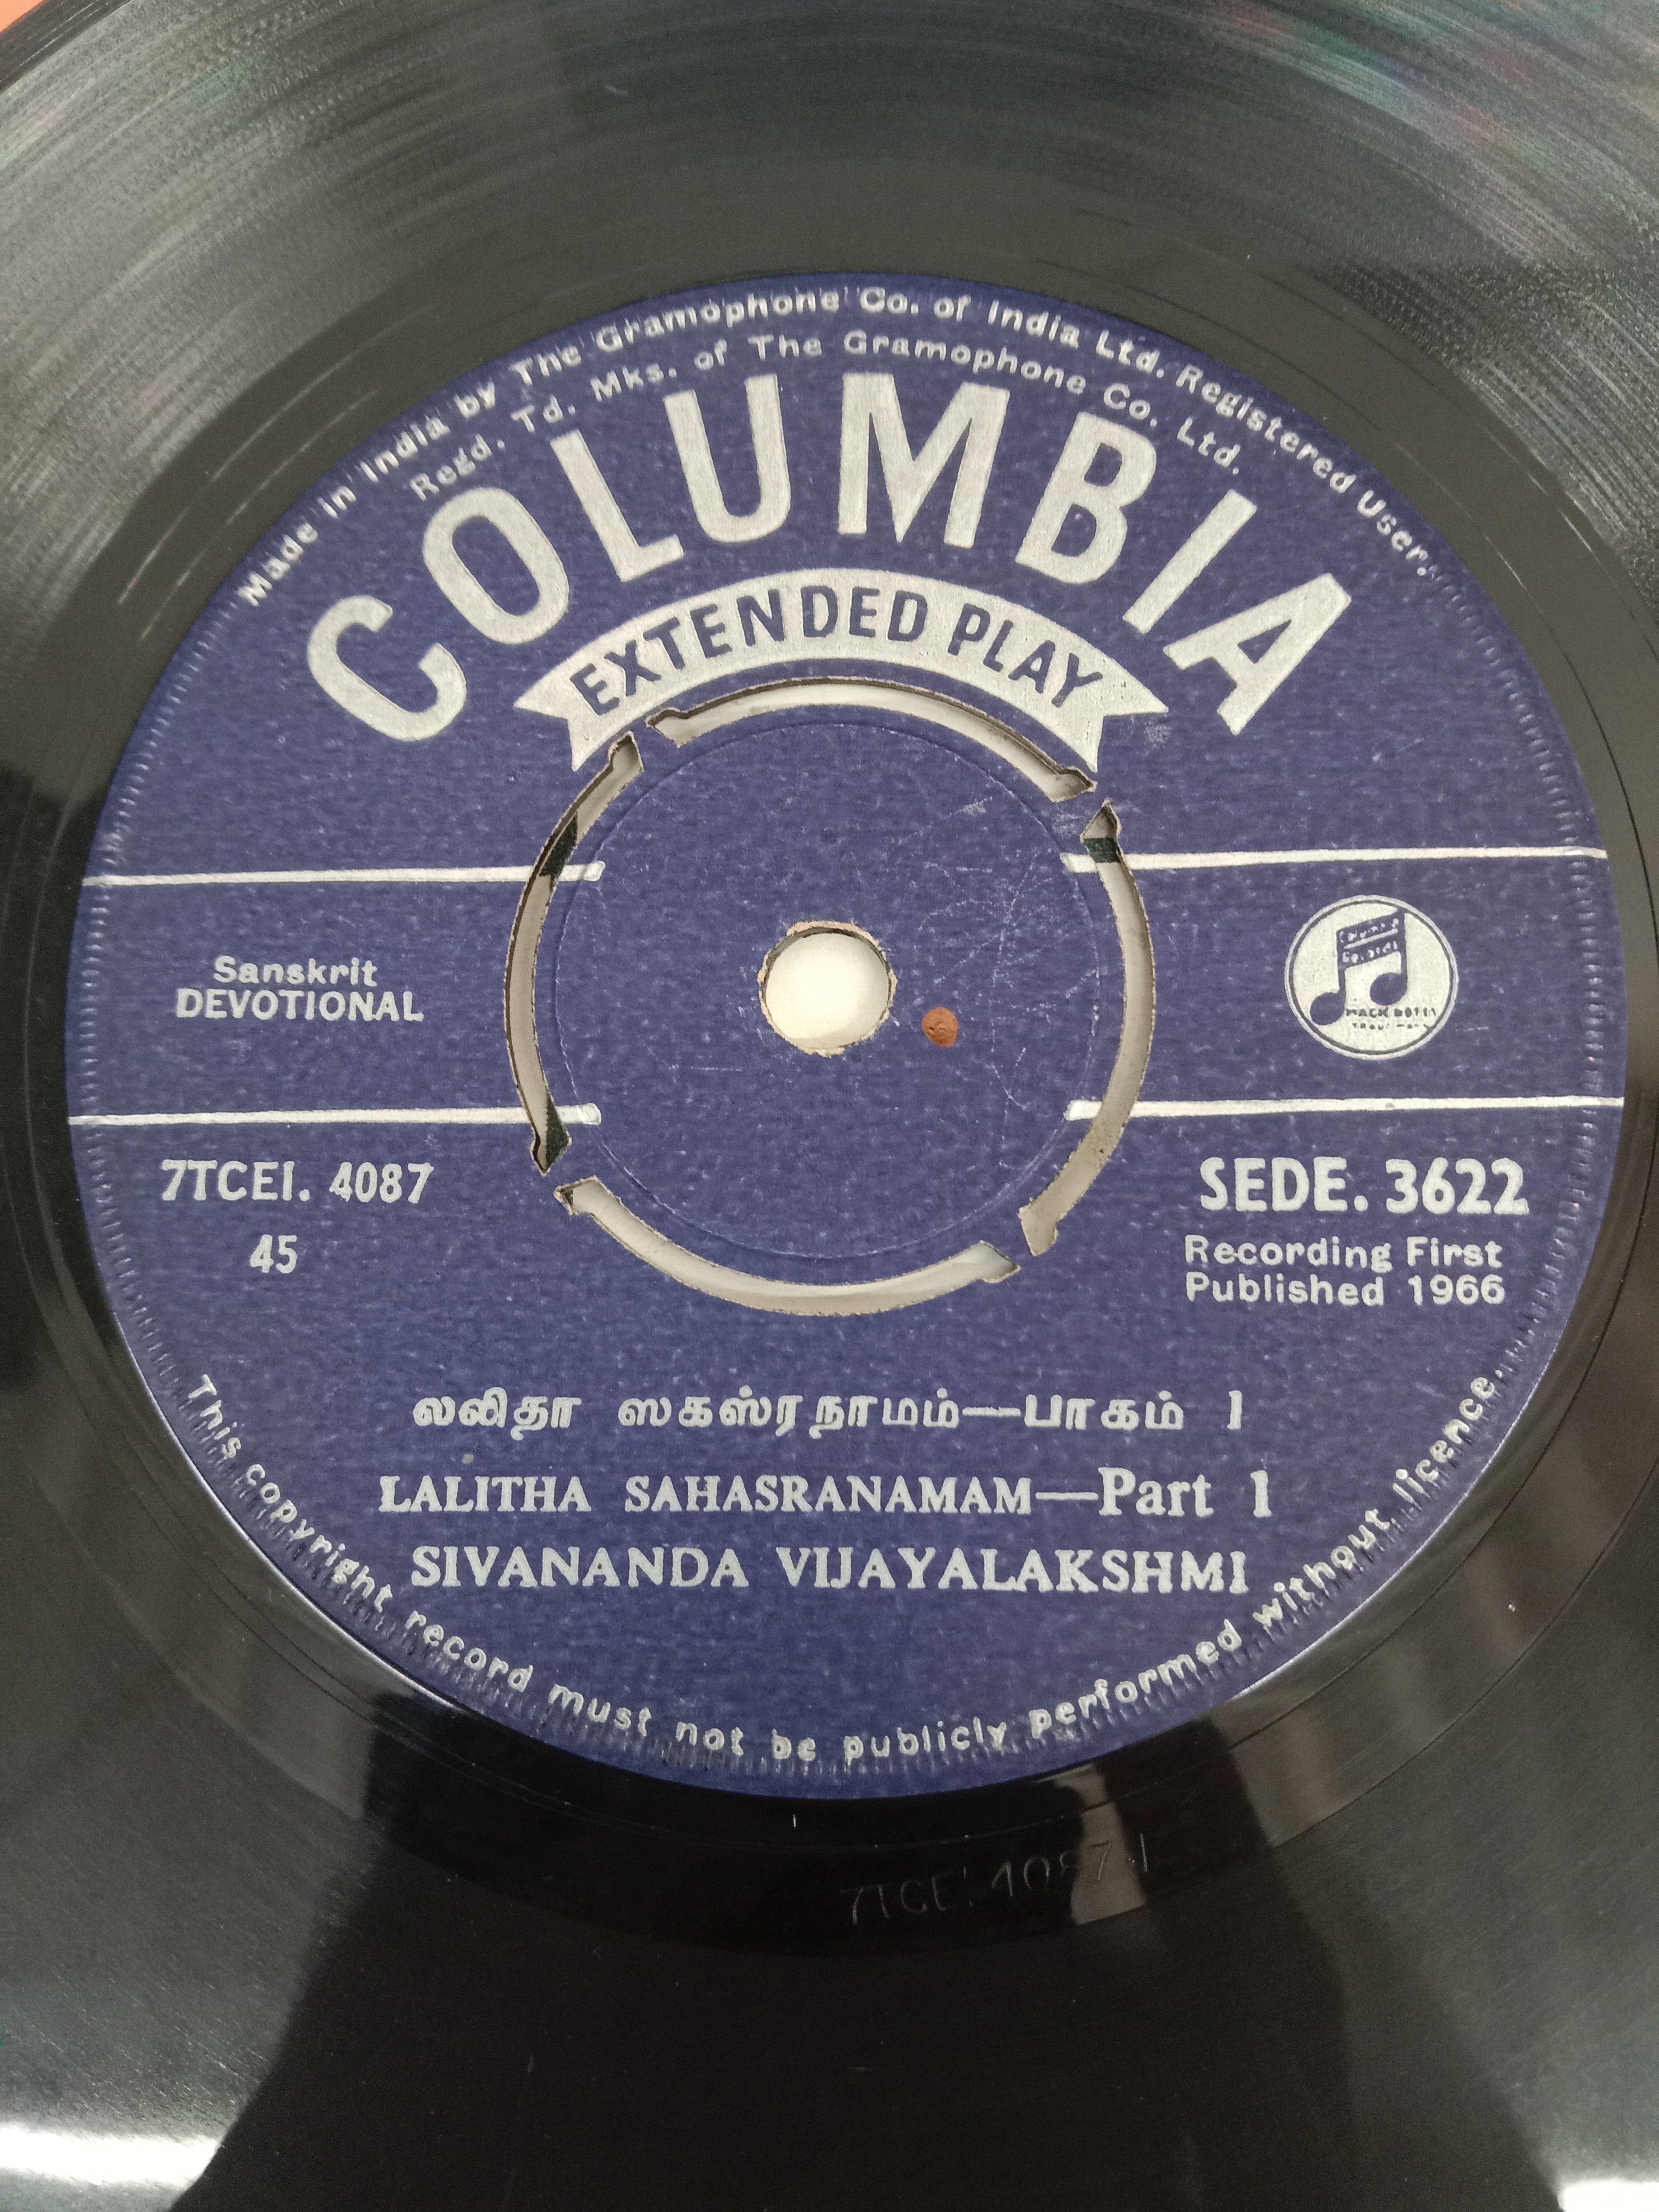 Made in India by The Gramophone Co. of India Ltd. Registered User.
Regd. Td. Mks. of The Gramophone Co. Ltd.
COLUMBIA
EXTENDED PLAY
Sanskrit
DEVOTIONAL
7TCEI. 4087
45
SEDE. 3622
Recording First
Published 1966
லலிதா ஸகஸ்ரநாமம்—பாகம் 1
LALITHA SAHASRANAMAM—Part 1
SIVANANDA VIJAYALAKSHMI
This copyright record must not be publicly performed without licence.